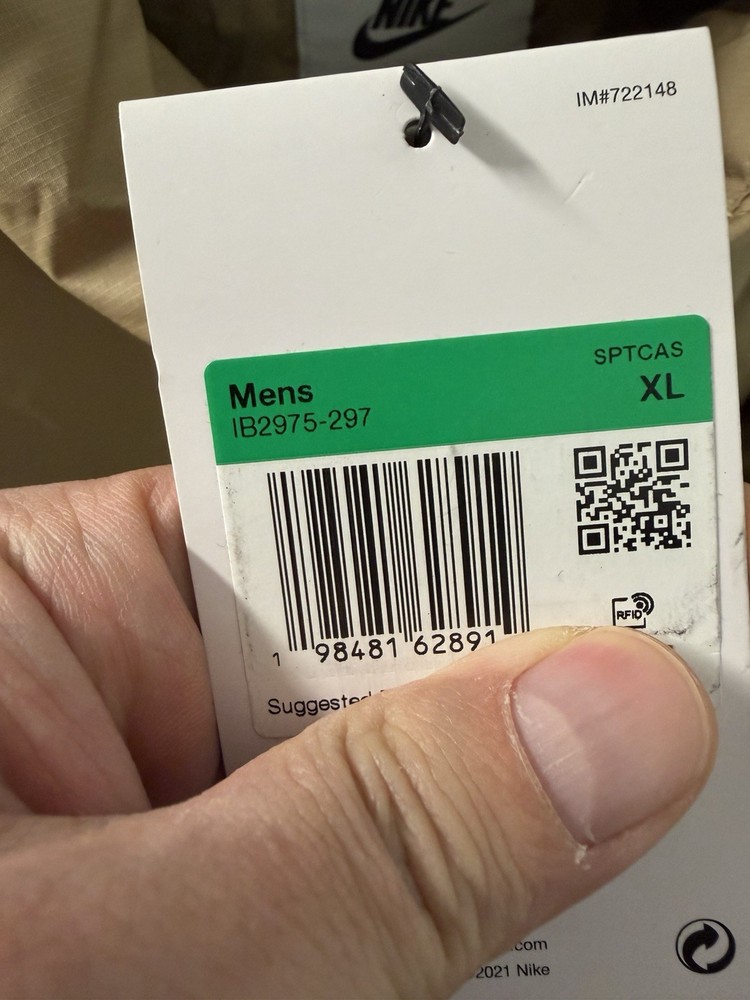 NIKE
IM#722148
SPTCAS
Mens XL
IB2975-297
RFID
1 98481 62891
Suggested
.com
2021 Nike